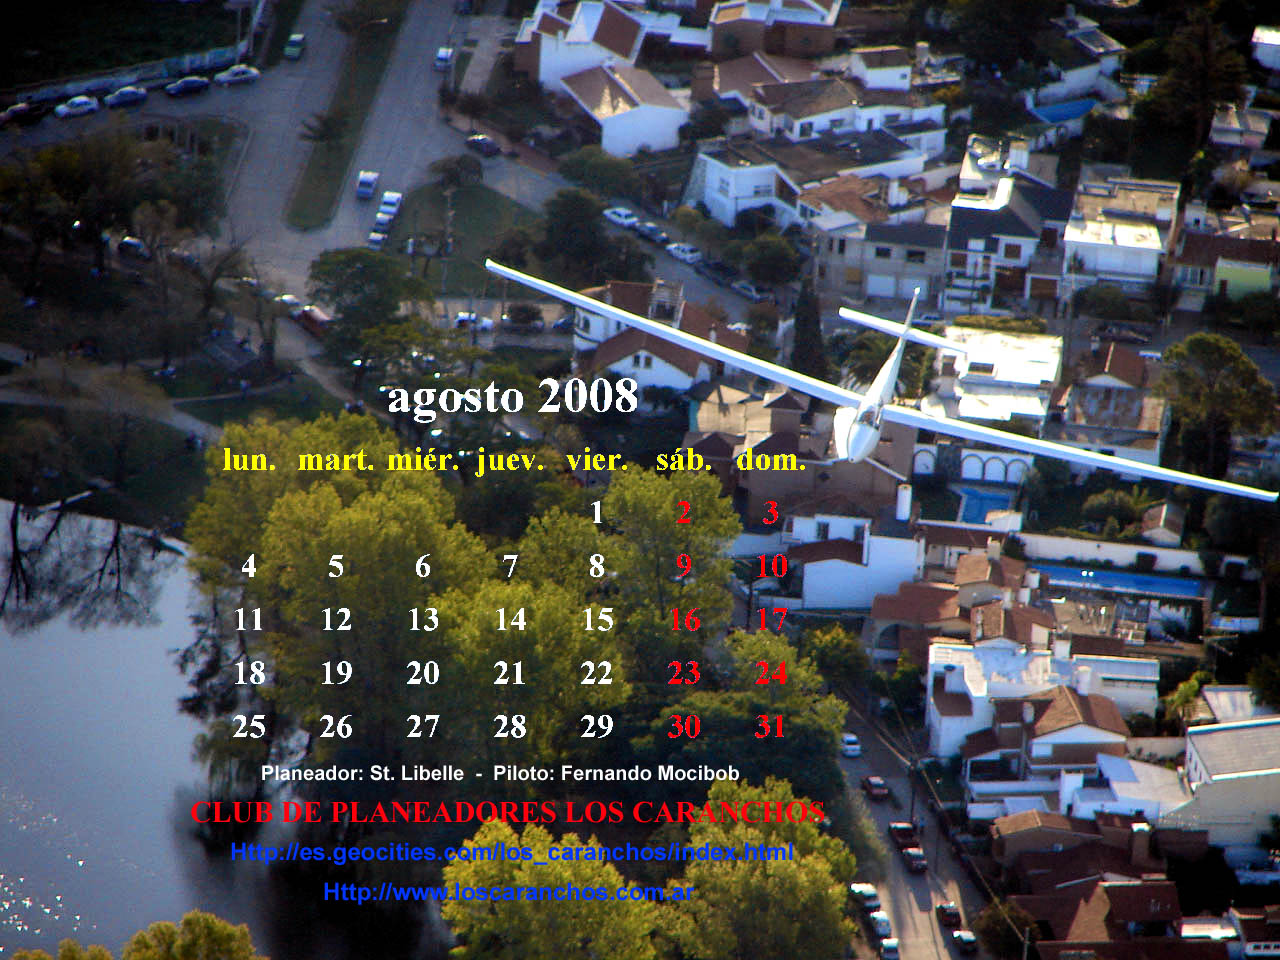 agosto 2008
lun. mart. miér. juev. vier. sáb. dom.
1 2 3
4 5 6 7 8 9 10
11 12 13 14 15 16 17
18 19 20 21 22 23 24
25 26 27 28 29 30 31
Planeador: St. Libelle - Piloto: Fernando Mocibob
CLUB DE PLANEADORES LOS CARANCHOS
Http://es.geocities.com/los_caranchos/index.html
Http://www.loscaranchos.com.ar